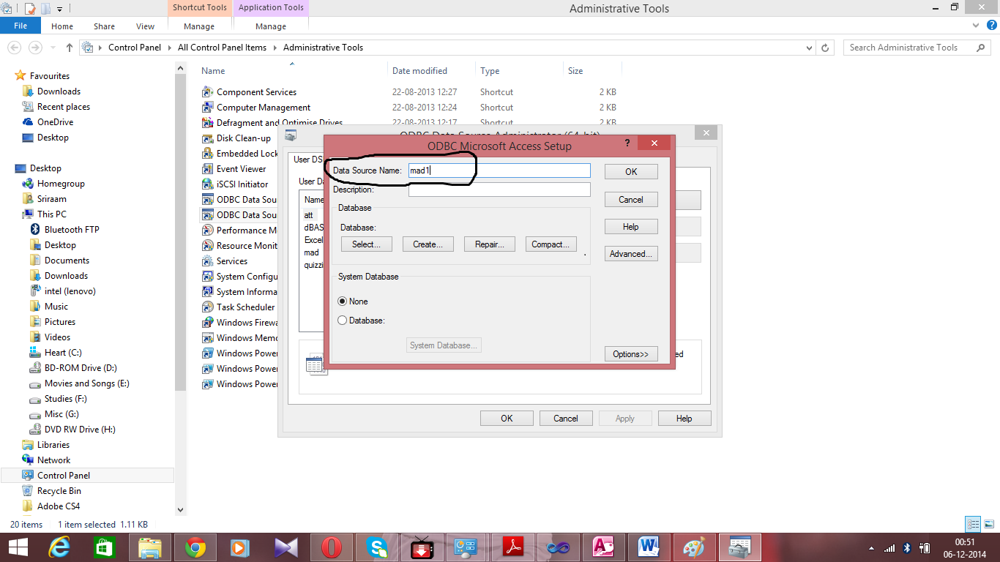 Shortcut Tools
Application Tools
Administrative Tools
File
Home
Share
View
Manage
Manage
Control Panel
All Control Panel Items
Administrative Tools
Search Administrative Tools
Favourites
Downloads
Recent places
OneDrive
Desktop
Desktop
Homegroup
Sriraam
This PC
Bluetooth FTP
Desktop
Documents
Downloads
intel (lenovo)
Music
Pictures
Videos
Heart (C:)
BD-ROM Drive (D:)
Movies and Songs (E:)
Studies (F:)
Misc (G:)
DVD RW Drive (H:)
Libraries
Network
Control Panel
Recycle Bin
Adobe CS4
Name
Date modified
Type
Size
Component Services 22-08-2013 12:27 Shortcut 2 KB
Computer Management 22-08-2013 12:24 Shortcut 2 KB
Defragment and Optimise Drives 22-08-2013 12:17 Shortcut 2 KB
Disk Clean-up
Embedded Lock
Event Viewer
iSCSI Initiator
ODBC Data Sou
ODBC Data Sou
Performance M
Resource Monit
Services
System Configu
System Informa
Task Scheduler
Windows Firewa
Windows Memo
Windows Power
Windows Power
Windows Power
ODBC Data Source Administrator (64-bit)
User DS
User Da
Name
att
dBAS
Excel
mad
quizzi
ed
OK
Cancel
Apply
Help
ODBC Microsoft Access Setup
?
Data Source Name: mad1
Description:
Database
Database:
Select...
Create...
Repair...
Compact...
System Database
None
Database:
System Database...
OK
Cancel
Help
Advanced...
Options>>
20 items
1 item selected 1.11 KB
00:51
06-12-2014